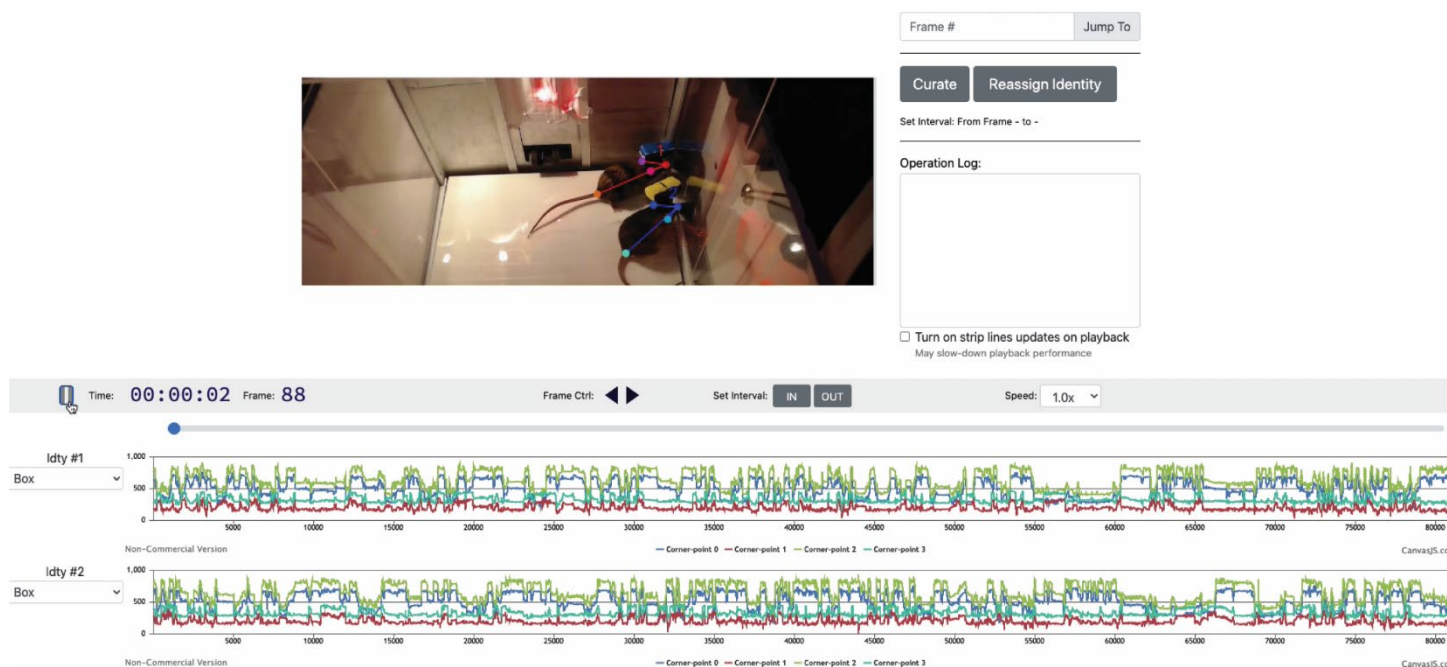 Frame # Jump To
Curate Reassign Identity
Set Interval: From Frame - to -
Operation Log:
Turn on strip lines updates on playback
May slow-down playback performance
Time: 00:00:02 Frame: 88 Frame Ctrl: Set Interval: IN OUT Speed: 1.0x
Idty #1
Box
1,000
500
0
5000 10000 15000 20000 25000 30000 35000 40000 45000 50000 55000 60000 65000 70000 75000 80000
Non-Commercial Version Corner-point 0 Corner-point 1 Corner-point 2 Corner-point 3 CanvasJS.co
Idty #2
Box
1,000
500
0
5000 10000 15000 20000 25000 30000 35000 40000 45000 50000 55000 60000 65000 70000 75000 80000
Non-Commercial Version Corner-point 0 Corner-point 1 Corner-point 2 Corner-point 3 CanvasJS.co